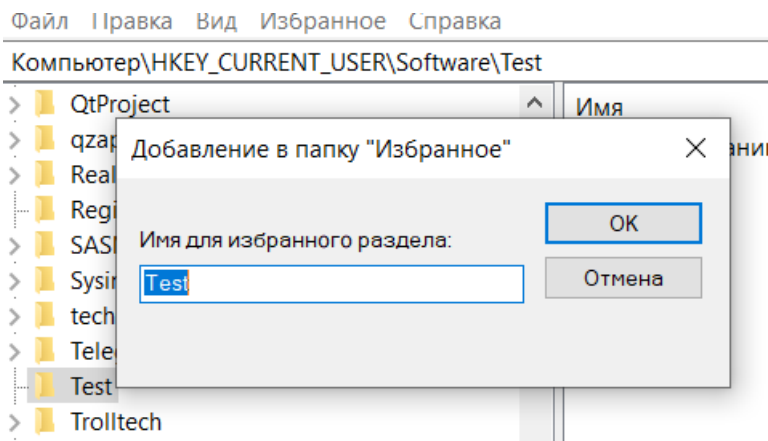 Файл Правка Вид Избранное Справка
Компьютер\HKEY_CURRENT_USER\Software\Test
QtProject
Имя
Добавление в папку "Избранное"
Имя для избранного раздела:
OK
Test
Отмена
Test
Trolltech